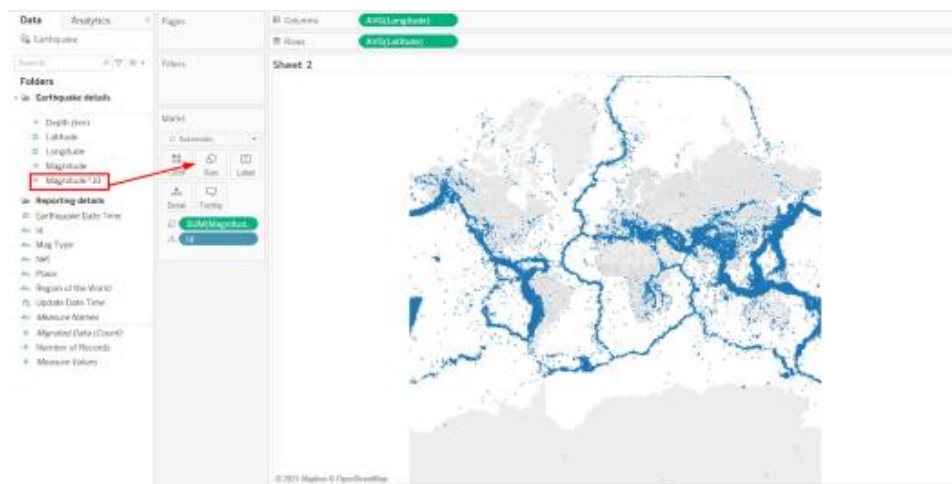 Data Analytics
Earthquake
Search
Folders
Earthquake details
Depth (km)
Latitude
Longitude
Magnitude
Magnitude^10
Reporting details
Earthquake Date Time
Id
Mag Type
Net
Place
Region of the World
Update Date Time
Measure Names
Migrated Data (Count)
Number of Records
Measure Values
Pages
Filters
Marks
Automatic
Color Size Label
Detail Tooltip
SUM(Magnitud..
Id
Columns AVG(Longitude)
Rows AVG(Latitude)
Sheet 2
© 2021 Mapbox © OpenStreetMap